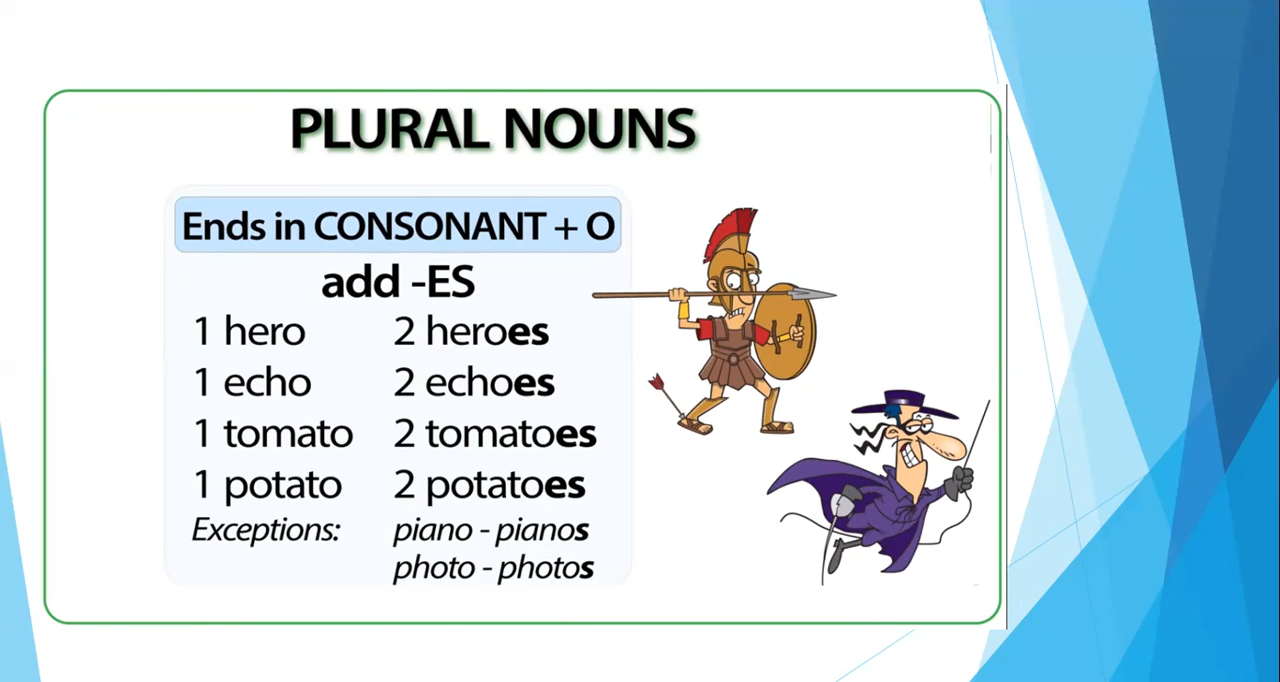 PLURAL NOUNS
Ends in CONSONANT + O
add -ES
1 hero 2 heroes
1 echo 2 echoes
1 tomato 2 tomatoes
1 potato 2 potatoes
Exceptions: piano - pianos
photo - photos